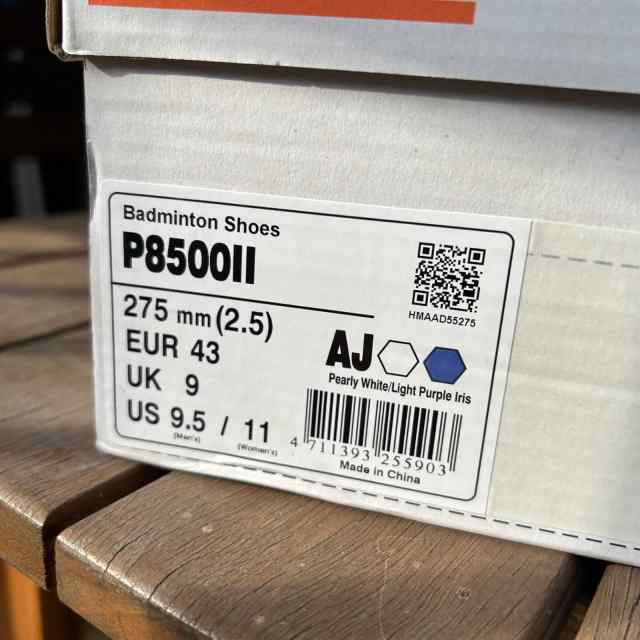 Badminton Shoes
P8500II
HMAAD55275
275 mm (2.5)
EUR 43
UK 9
US 9.5 / 11
(Men's) (Women's)
AJ
Pearly White/Light Purple Iris
4 711393 255903
Made in China